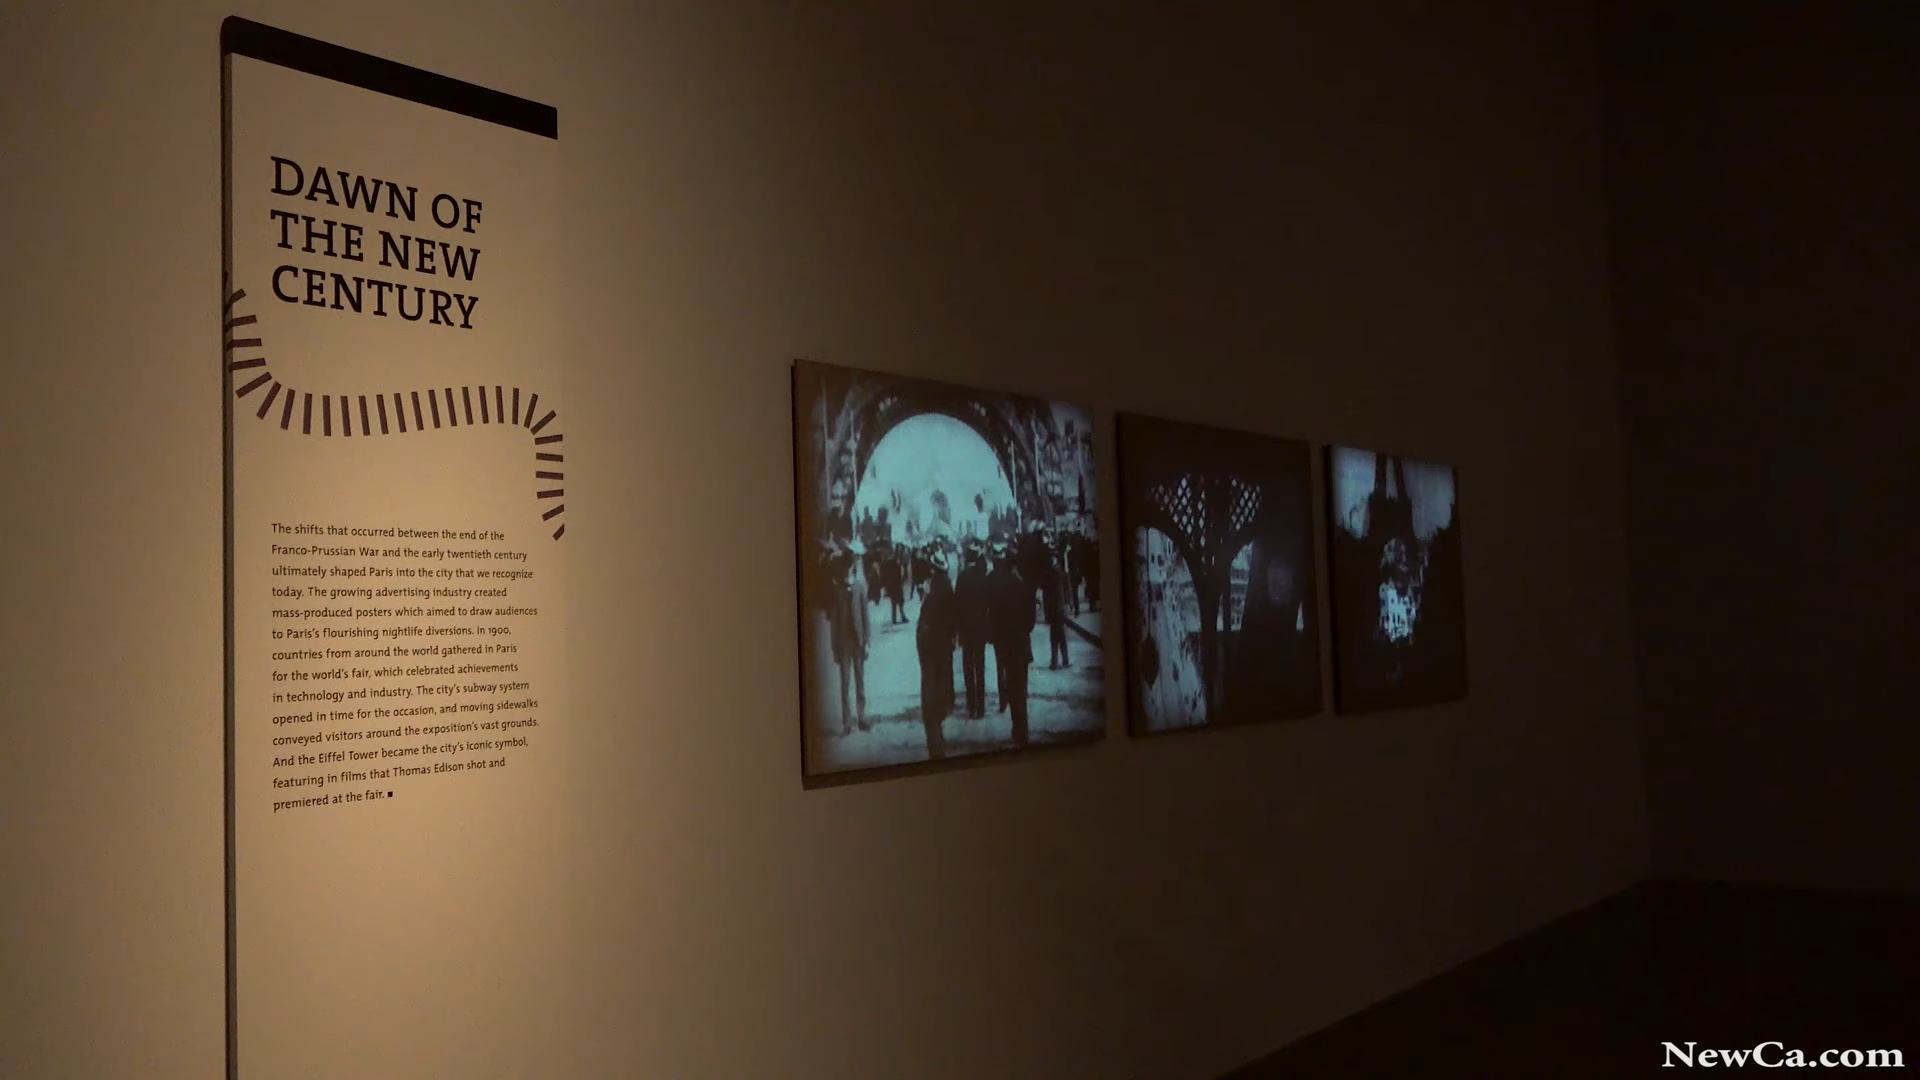 DAWN OF
THE NEW
CENTURY
The shifts that occurred between the end of the
Franco-Prussian War and the early twentieth century
ultimately shaped Paris into the city that we recognize
today. The growing advertising industry created
mass-produced posters which aimed to draw audiences
to Paris's flourishing nightlife diversions. In 1900,
countries from around the world gathered in Paris
for the world's fair, which celebrated achievements
in technology and industry. The city's subway system
opened in time for the occasion, and moving sidewalks
conveyed visitors around the exposition's vast grounds.
And the Eiffel Tower became the city's iconic symbol,
featuring in films that Thomas Edison shot and
premiered at the fair. ■
NewCa.com